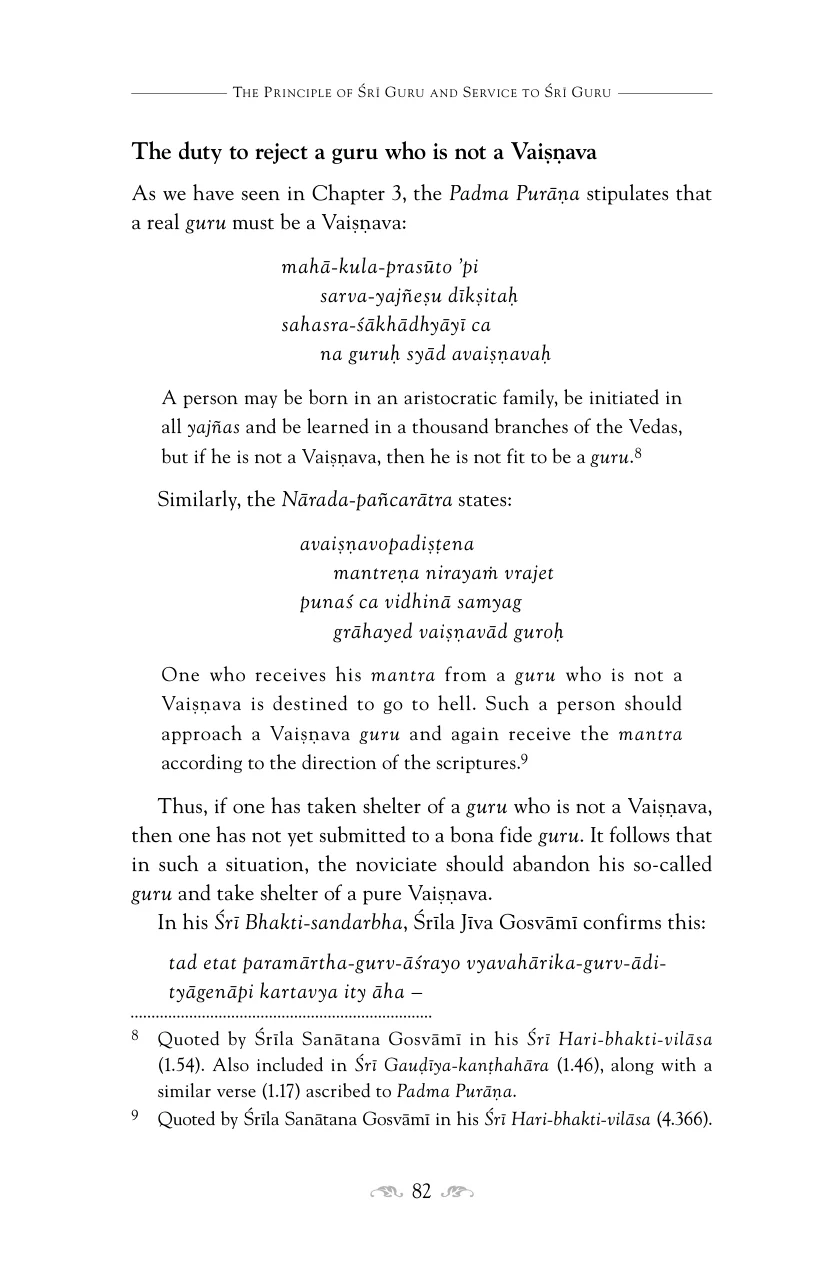 The Principle of Śrī Guru and Service to Śrī Guru
The duty to reject a guru who is not a Vaiṣṇava
As we have seen in Chapter 3, the Padma Purāṇa stipulates that
a real guru must be a Vaiṣṇava:
mahā-kula-prasūto ’pi
sarva-yajñeṣu dīkṣitaḥ
sahasra-śākhādhyāyī ca
na guruḥ syād avaiṣṇavaḥ
A person may be born in an aristocratic family, be initiated in
all yajñas and be learned in a thousand branches of the Vedas,
but if he is not a Vaiṣṇava, then he is not fit to be a guru.8
Similarly, the Nārada-pañcarātra states:
avaiṣṇavopadiṣṭena
mantreṇa nirayaṁ vrajet
punaś ca vidhinā samyag
grāhayed vaiṣṇavād guroḥ
One who receives his mantra from a guru who is not a
Vaiṣṇava is destined to go to hell. Such a person should
approach a Vaiṣṇava guru and again receive the mantra
according to the direction of the scriptures.9
Thus, if one has taken shelter of a guru who is not a Vaiṣṇava,
then one has not yet submitted to a bona fide guru. It follows that
in such a situation, the noviciate should abandon his so-called
guru and take shelter of a pure Vaiṣṇava.
In his Śrī Bhakti-sandarbha, Śrīla Jīva Gosvāmī confirms this:
tad etat paramārtha-gurv-āśrayo vyavahārika-gurv-ādi-
tyāgenāpi kartavya ity āha –
8 Quoted by Śrīla Sanātana Gosvāmī in his Śrī Hari-bhakti-vilāsa
(1.54). Also included in Śrī Gauḍīya-kaṇṭhahāra (1.46), along with a
similar verse (1.17) ascribed to Padma Purāṇa.
9 Quoted by Śrīla Sanātana Gosvāmī in his Śrī Hari-bhakti-vilāsa (4.366).
82